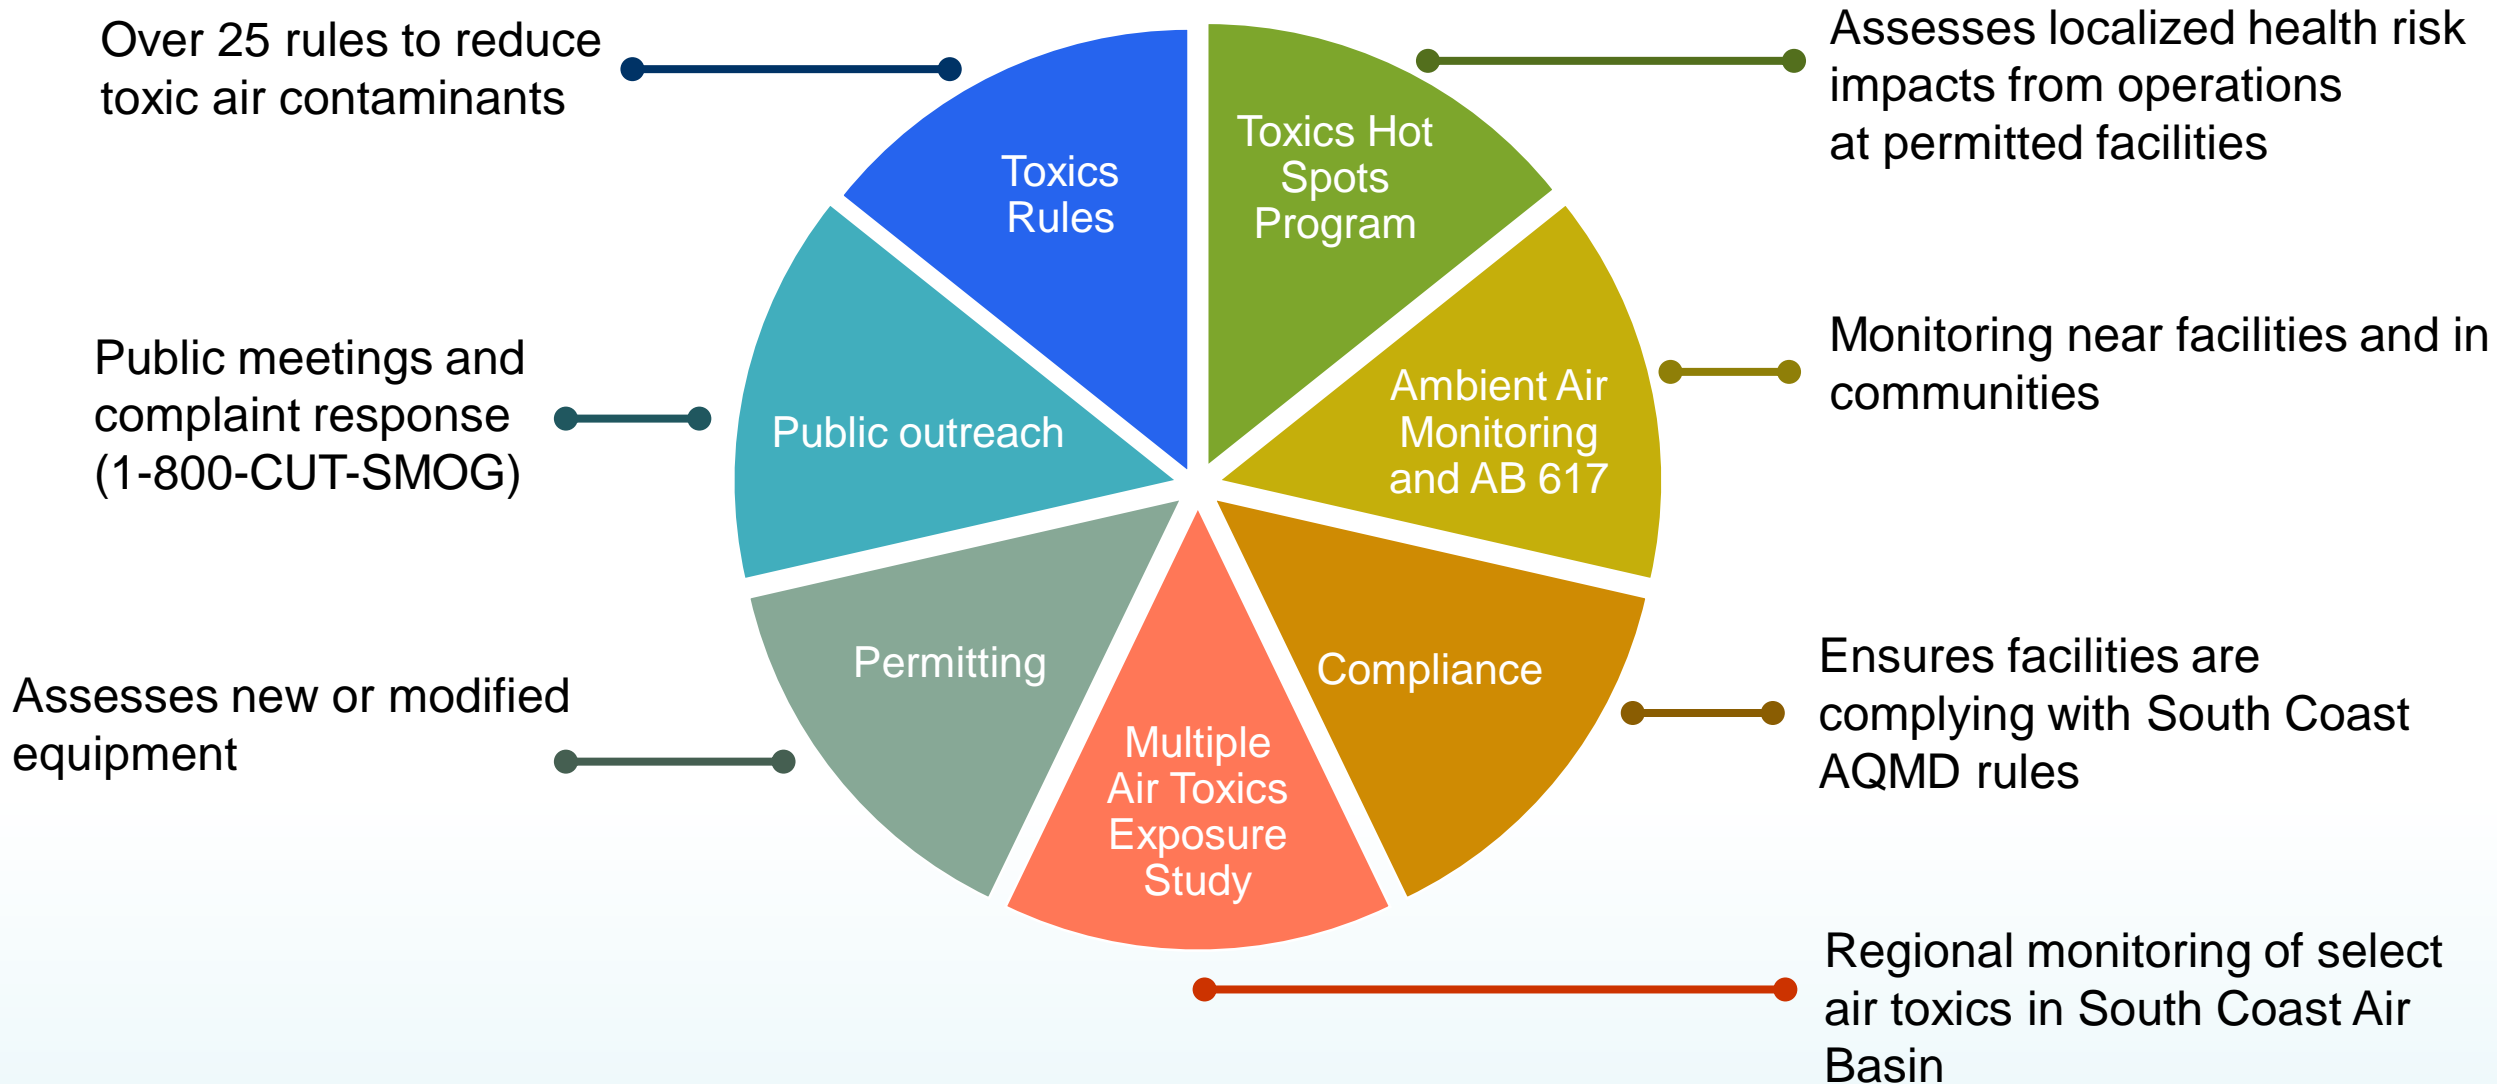 Over 25 rules to reduce
toxic air contaminants
Toxics
Rules
Toxics Hot
Spots
Program
Assesses localized health risk
impacts from operations
at permitted facilities
Public meetings and
complaint response
(1-800-CUT-SMOG)
Public outreach
Ambient Air
Monitoring
and AB 617
Monitoring near facilities and in
communities
Assesses new or modified
equipment
Permitting
Compliance
Ensures facilities are
complying with South Coast
AQMD rules
Multiple
Air Toxics
Exposure
Study
Regional monitoring of select
air toxics in South Coast Air
Basin